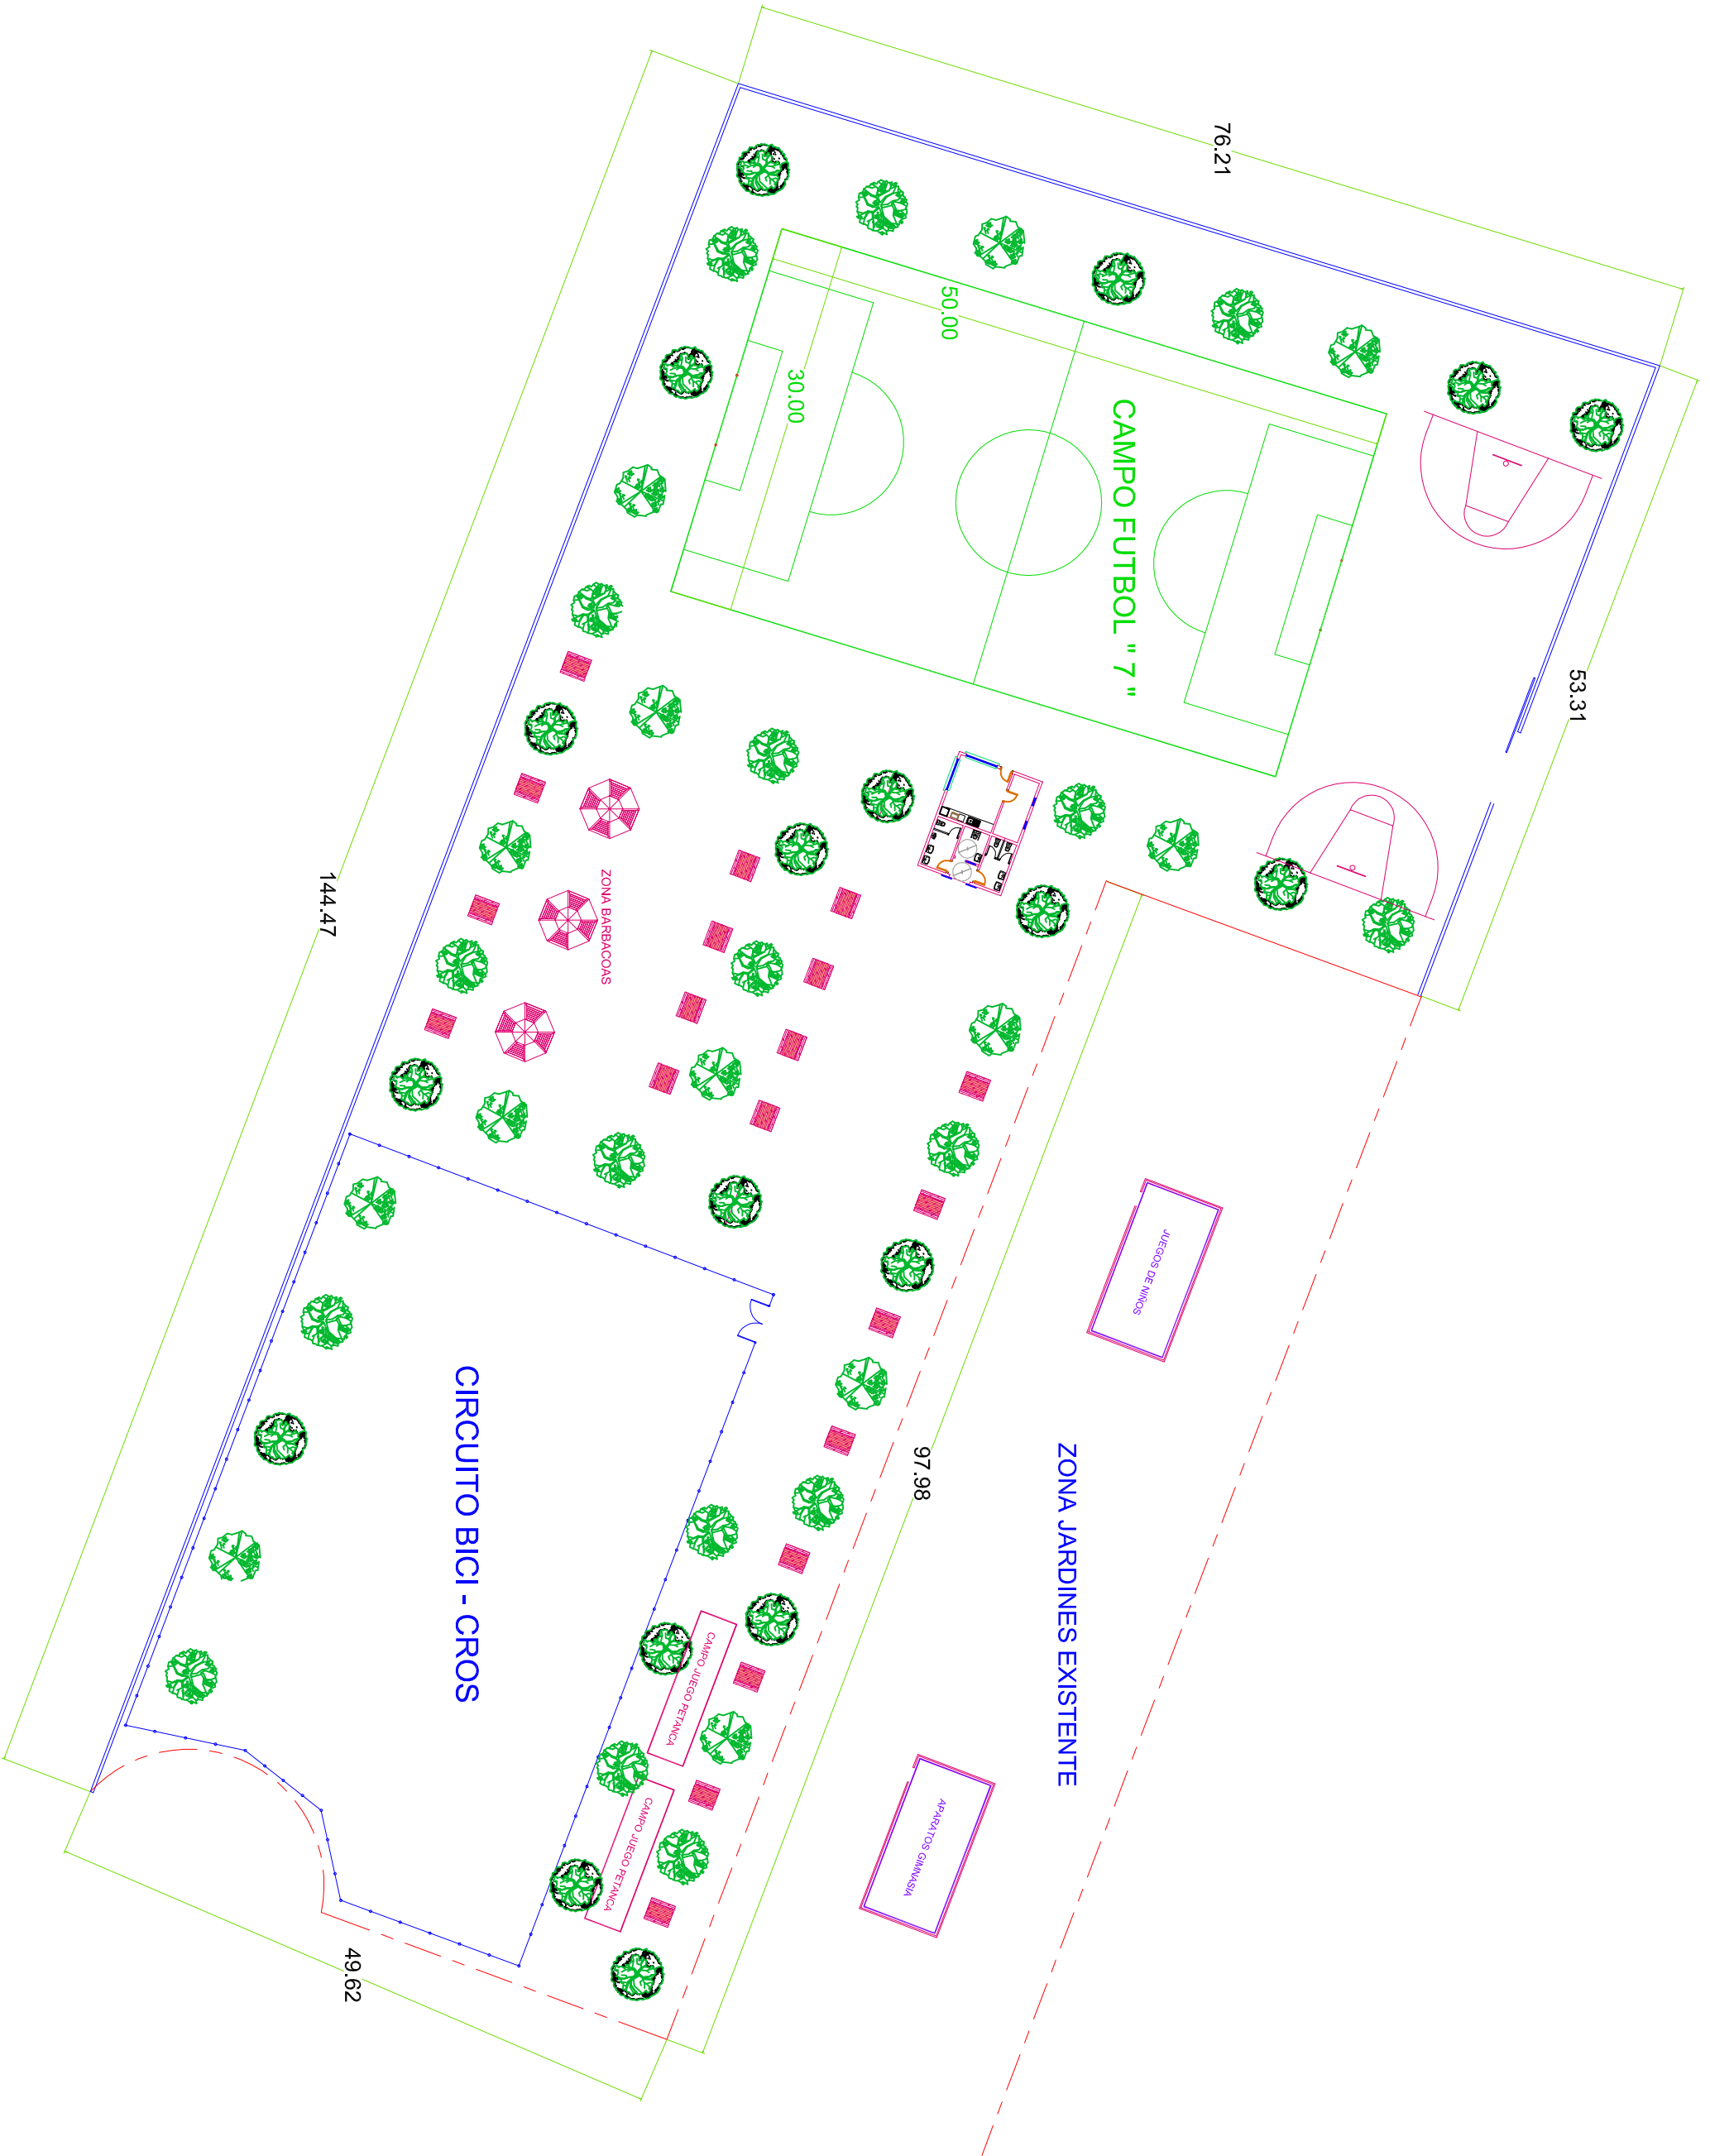 76.21
50.00
30.00
CAMPO FUTBOL " 7 "
53.31
144.47
ZONA BARBACOAS
JUEGOS DE NIÑOS
97.98
ZONA JARDINES EXISTENTE
CIRCUITO BICI - CROS
CAMPO JUEGO PETANCA
CAMPO JUEGO PETANCA
APARATOS GIMNASIA
49.62